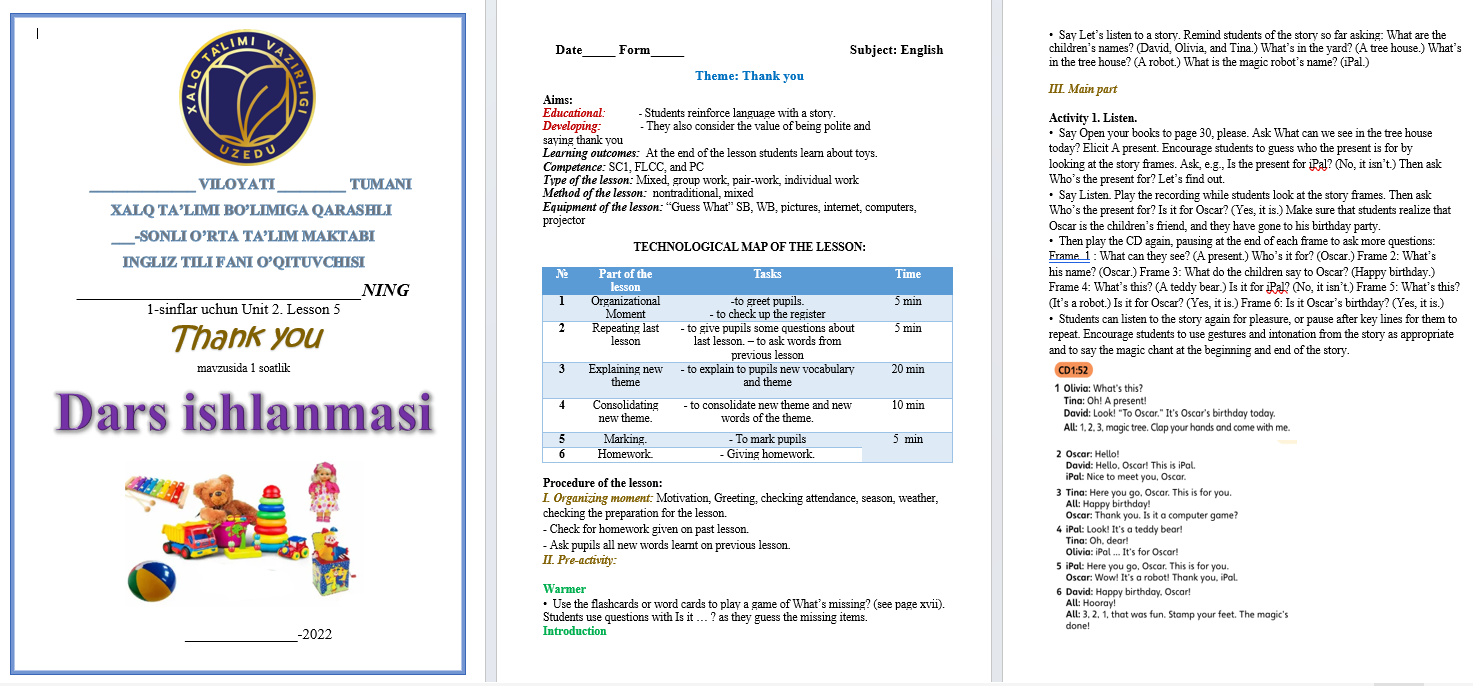 XALQ TA'LIMI VAZIRLIGI
UZEDU
______________ VILOYATI _________ TUMANI
XALQ TA’LIMI BO’LIMIGA QARASHLI
___-SONLI O’RTA TA’LIM MAKTABI
INGLIZ TILI FANI O’QITUVCHISI
______________________________NING
1-sinflar uchun Unit 2. Lesson 5
Thank you
mavzusida 1 soatlik
Dars ishlanmasi
________________-2022
Date_____ Form_____ Subject: English
Theme: Thank you
Aims:
Educational: - Students reinforce language with a story.
Developing: - They also consider the value of being polite and
saying thank you
Learning outcomes: At the end of the lesson students learn about toys.
Competence: SC1, FLCC, and PC
Type of the lesson: Mixed, group work, pair-work, individual work
Method of the lesson: nontraditional, mixed
Equipment of the lesson: “Guess What” SB, WB, pictures, internet, computers,
projector
TECHNOLOGICAL MAP OF THE LESSON:
№ Part of the Tasks Time
lesson
1 Organizational -to greet pupils. 5 min
Moment - to check up the register
2 Repeating last - to give pupils some questions about 5 min
lesson last lesson. – to ask words from
previous lesson
3 Explaining new - to explain to pupils new vocabulary 20 min
theme and theme
4 Consolidating - to consolidate new theme and new 10 min
new theme. words of the theme.
5 Marking. - To mark pupils 5 min
6 Homework. - Giving homework.
Procedure of the lesson:
I. Organizing moment: Motivation, Greeting, checking attendance, season, weather,
checking the preparation for the lesson.
- Check for homework given on past lesson.
- Ask pupils all new words learnt on previous lesson.
II. Pre-activity:
Warmer
• Use the flashcards or word cards to play a game of What’s missing? (see page xvii).
Students use questions with Is it … ? as they guess the missing items.
Introduction
• Say Let’s listen to a story. Remind students of the story so far asking: What are the
children’s names? (David, Olivia, and Tina.) What’s in the yard? (A tree house.) What’s
in the tree house? (A robot.) What is the magic robot’s name? (iPal.)
III. Main part
Activity 1. Listen.
• Say Open your books to page 30, please. Ask What can we see in the tree house
today? Elicit A present. Encourage students to guess who the present is for by
looking at the story frames. Ask, e.g., Is the present for iPal? (No, it isn’t.) Then ask
Who’s the present for? Let’s find out.
• Say Listen. Play the recording while students look at the story frames. Then ask
Who’s the present for? Is it for Oscar? (Yes, it is.) Make sure that students realize that
Oscar is the children’s friend, and they have gone to his birthday party.
• Then play the CD again, pausing at the end of each frame to ask more questions:
Frame 1 : What can they see? (A present.) Who’s it for? (Oscar.) Frame 2: What’s
his name? (Oscar.) Frame 3: What do the children say to Oscar? (Happy birthday.)
Frame 4: What’s this? (A teddy bear.) Is it for iPal? (No, it isn’t.) Frame 5: What’s this?
(It’s a robot.) Is it for Oscar? (Yes, it is.) Frame 6: Is it Oscar’s birthday? (Yes, it is.)
• Students can listen to the story again for pleasure, or pause after key lines for them to
repeat. Encourage students to use gestures and intonation from the story as appropriate
and to say the magic chant at the beginning and end of the story.
CD1:52
1 Olivia: What's this?
Tina: Oh! A present!
David: Look! “To Oscar.” It's Oscar's birthday today.
All: 1, 2, 3, magic tree. Clap your hands and come with me.
2 Oscar: Hello!
David: Hello, Oscar! This is iPal.
iPal: Nice to meet you, Oscar.
3 Tina: Here you go, Oscar. This is for you.
All: Happy birthday!
Oscar: Thank you. Is it a computer game?
4 iPal: Look! It's a teddy bear!
Tina: Oh, dear!
Olivia: iPal ... It's for Oscar!
5 iPal: Here you go, Oscar. This is for you.
Oscar: Wow! It's a robot! Thank you, iPal.
6 David: Happy birthday, Oscar!
All: Hooray!
All: 3, 2, 1, that was fun. Stamp your feet. The magic's
done!